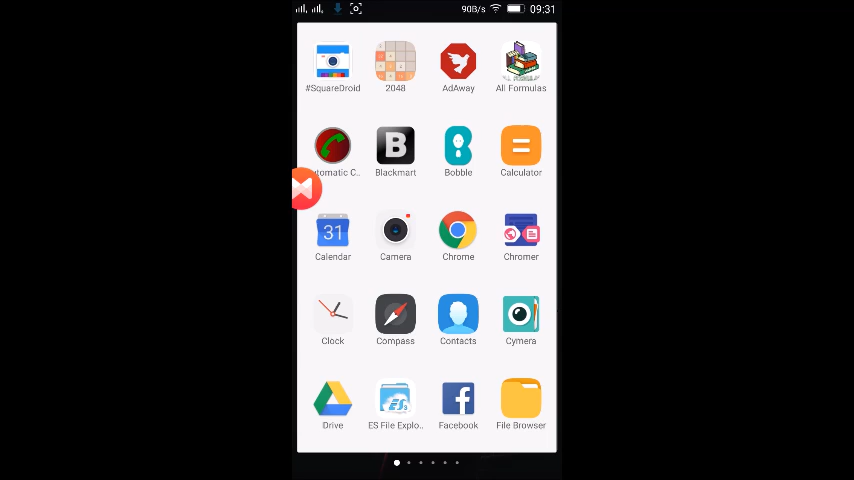 90B/s 09:31
#SquareDroid 2048 AdAway All Formulas
utomatic C.. Blackmart Bobble Calculator
31
Calendar Camera Chrome Chromer
Clock Compass Contacts Cymera
Drive ES File Explo.. Facebook File Browser